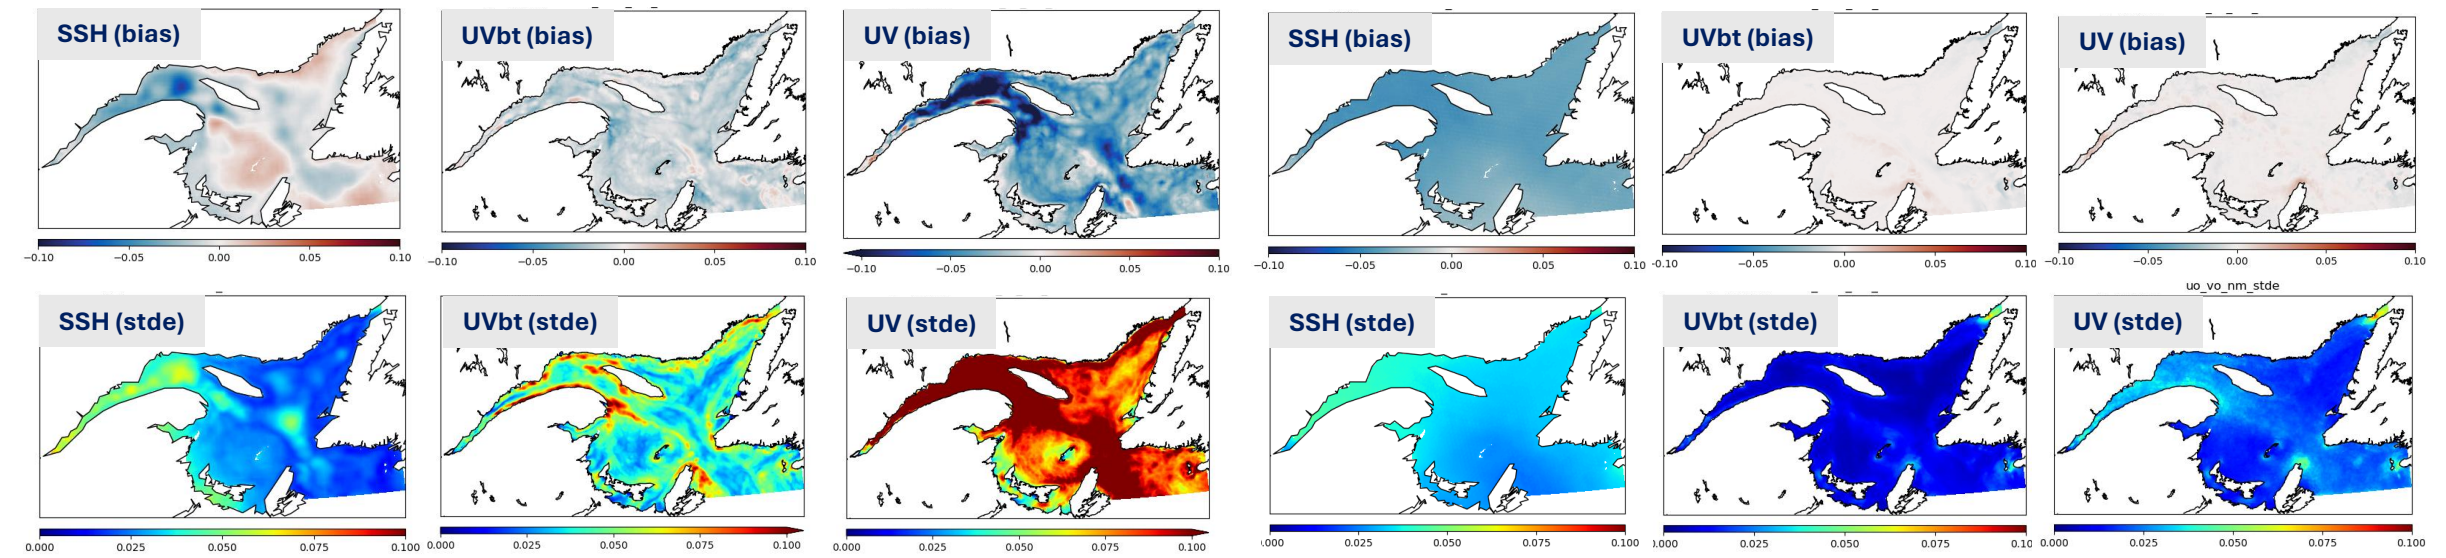 SSH (bias)
UVbt (bias)
UV (bias)
SSH (bias)
UVbt (bias)
UV (bias)
−0.10 −0.05 0.00 0.05 0.10
−0.10 −0.05 0.00 0.05 0.10
−0.10 −0.05 0.00 0.05 0.10
−0.10 −0.05 0.00 0.05 0.10
-0.10 −0.05 0.00 0.05 0.10
−0.10 −0.05 0.00 0.05 0.10
uo_vo_nm_stde
SSH (stde)
UVbt (stde)
UV (stde)
SSH (stde)
UVbt (stde)
UV (stde)
0.000 0.025 0.050 0.075 0.100
0.000 0.025 0.050 0.075 0.100
0.000 0.025 0.050 0.075 0.100
.000 0.025 0.050 0.075 0.100
.000 0.025 0.050 0.075 0.10
0.000 0.025 0.050 0.075 0.100